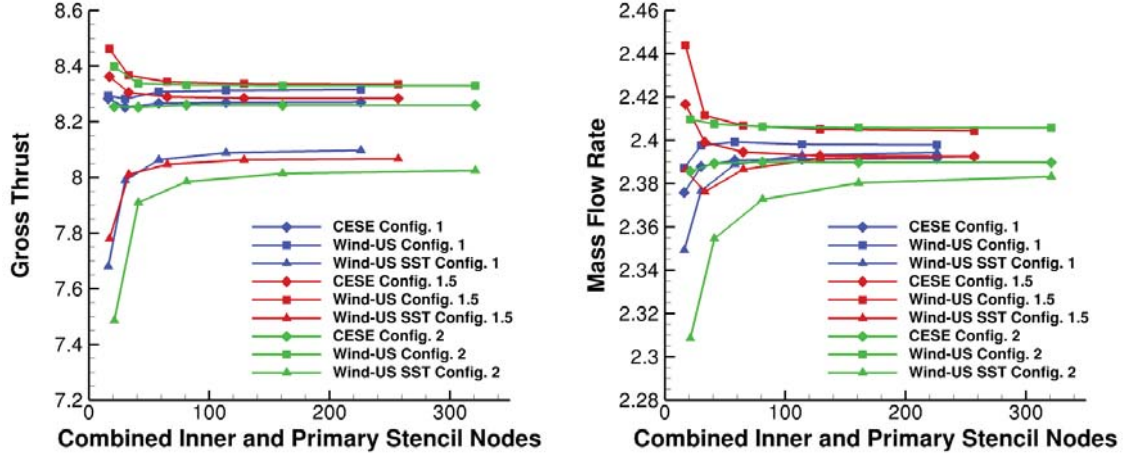 8.6
8.4
8.2
8
7.8
7.6
7.4
7.2
Gross Thrust
0
100
200
300
Combined Inner and Primary Stencil Nodes
CESE Config. 1
Wind-US Config. 1
Wind-US SST Config. 1
CESE Config. 1.5
Wind-US Config. 1.5
Wind-US SST Config. 1.5
CESE Config. 2
Wind-US Config. 2
Wind-US SST Config. 2
2.46
2.44
2.42
2.4
2.38
2.36
2.34
2.32
2.3
2.28
Mass Flow Rate
0
100
200
300
Combined Inner and Primary Stencil Nodes
CESE Config. 1
Wind-US Config. 1
Wind-US SST Config. 1
CESE Config. 1.5
Wind-US Config. 1.5
Wind-US SST Config. 1.5
CESE Config. 2
Wind-US Config. 2
Wind-US SST Config. 2